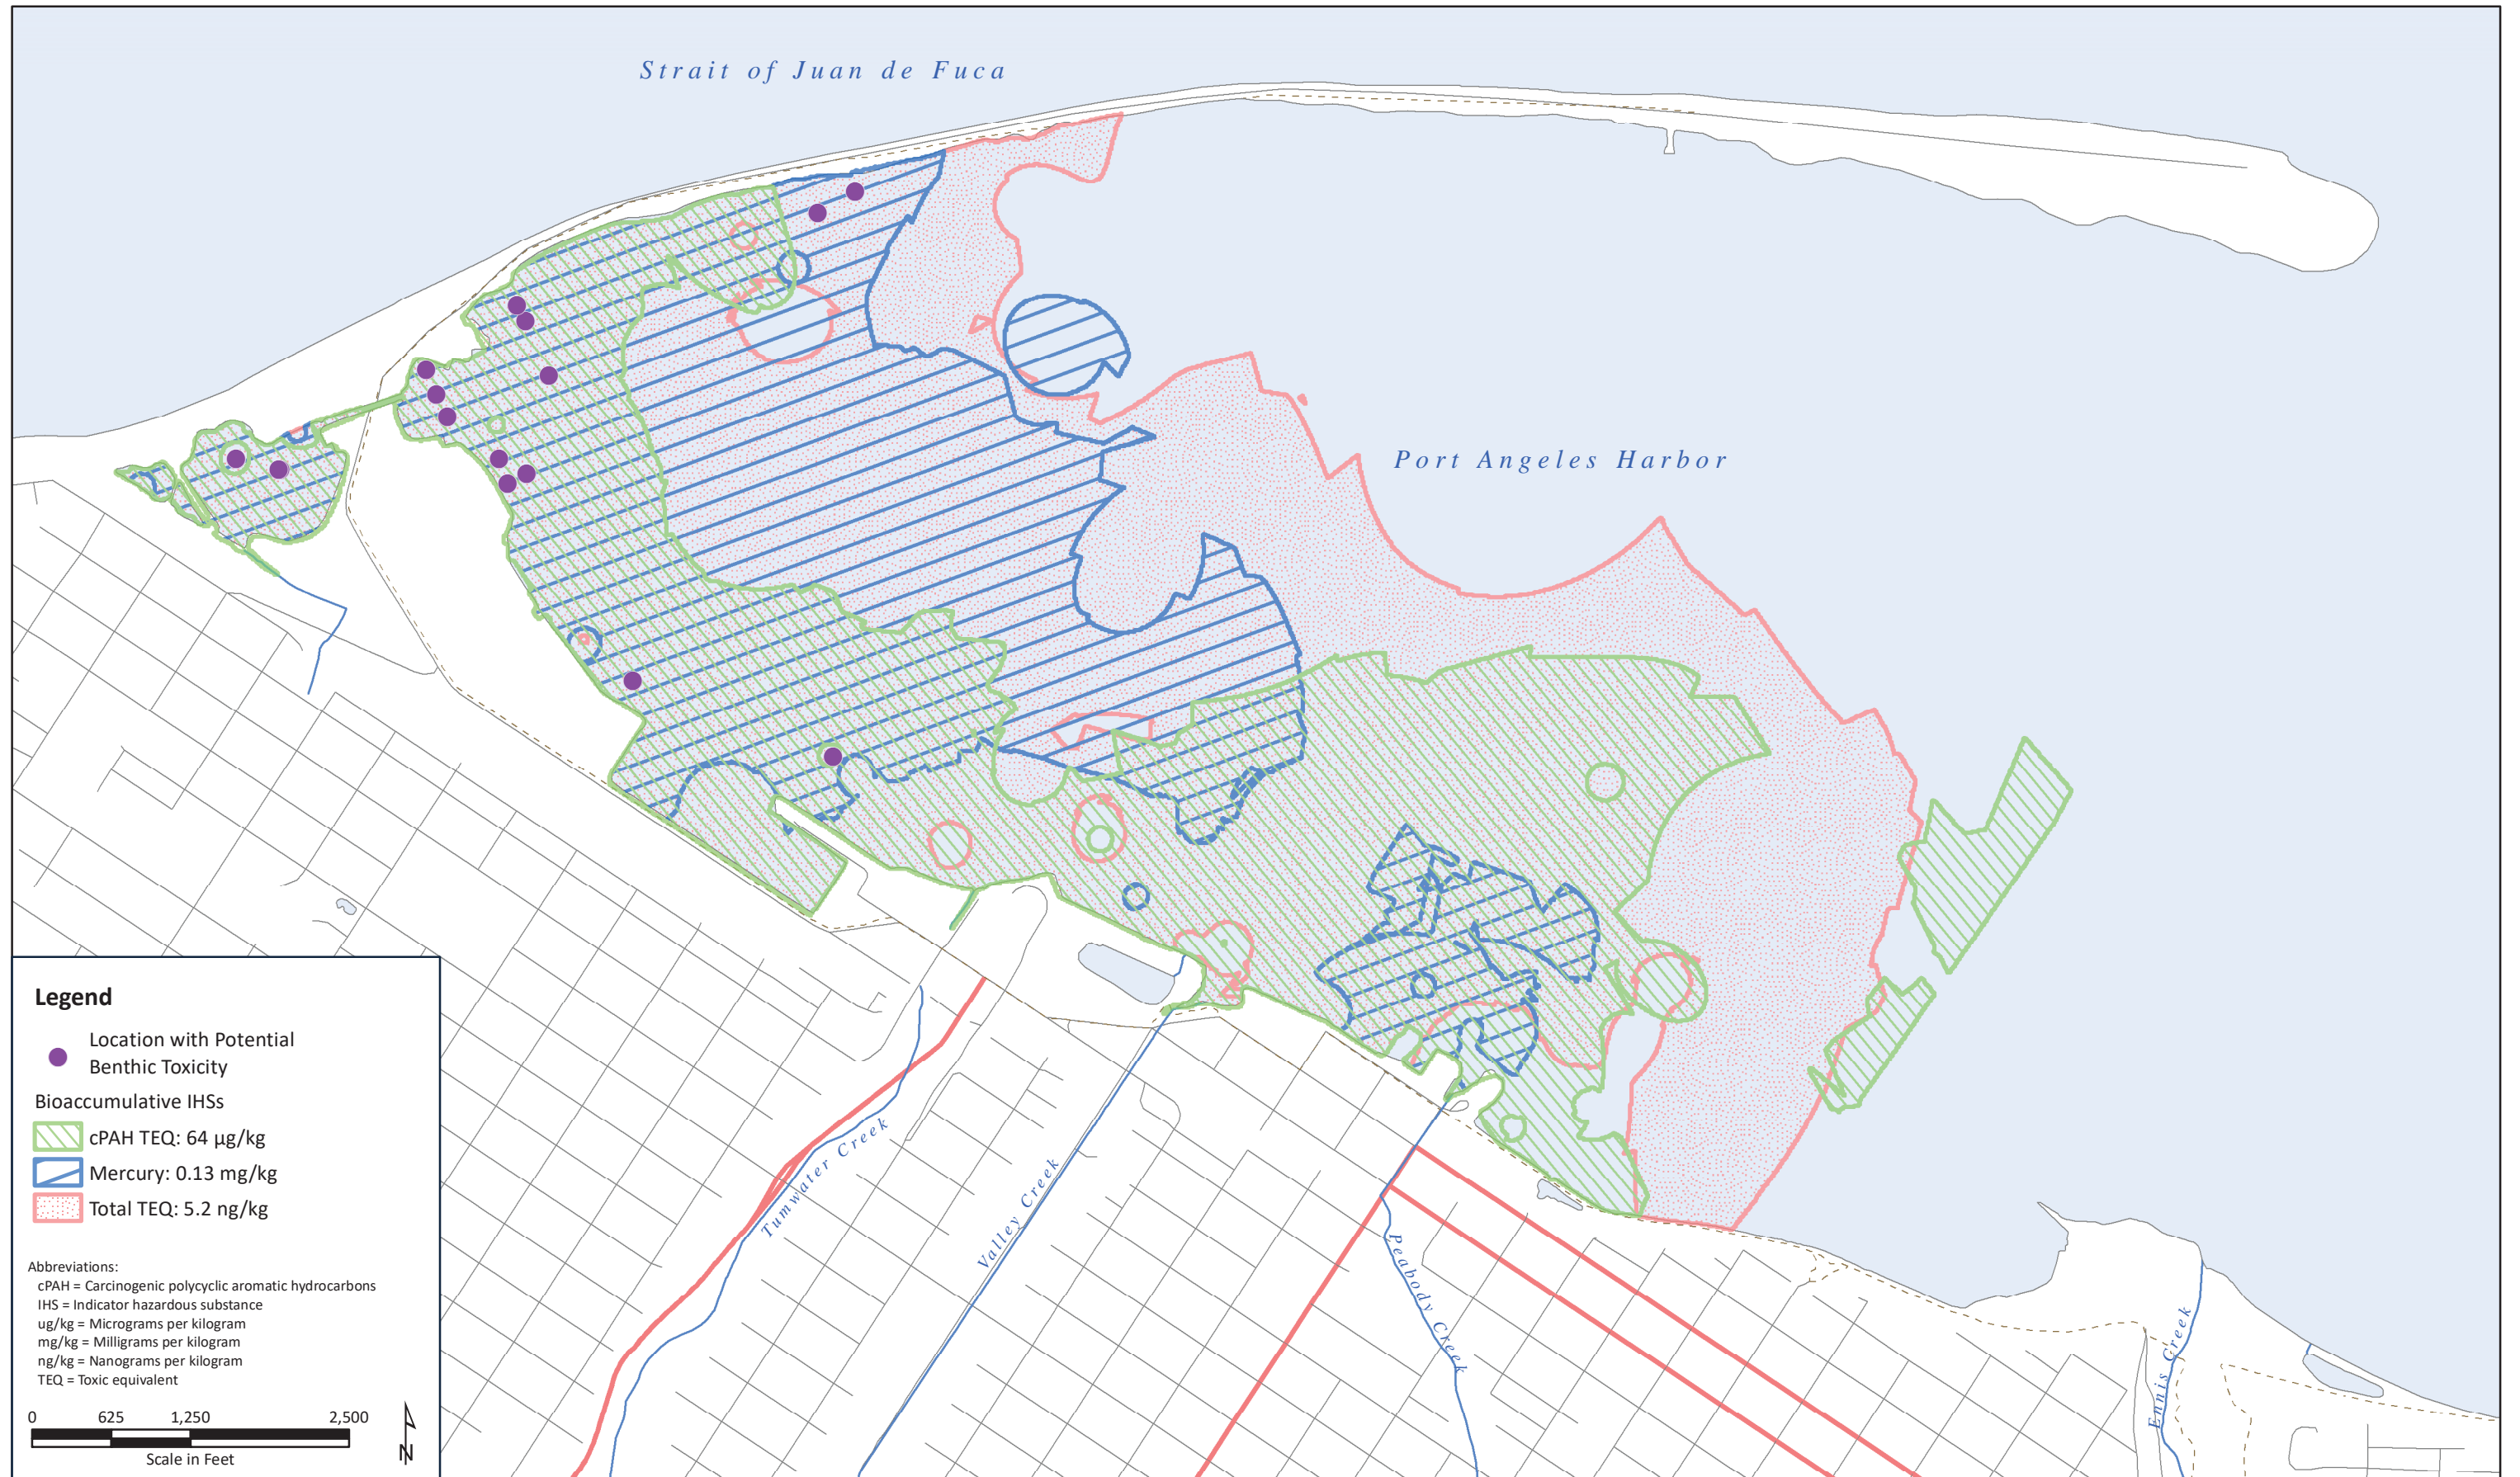 Strait of Juan de Fuca
Port Angeles Harbor
Tumwater Creek
Valley Creek
Peabody Creek
Ennis Creek
Legend
Location with Potential
Benthic Toxicity
Bioaccumulative IHSs
cPAH TEQ: 64 µg/kg
Mercury: 0.13 mg/kg
Total TEQ: 5.2 ng/kg
Abbreviations:
cPAH = Carcinogenic polycyclic aromatic hydrocarbons
IHS = Indicator hazardous substance
ug/kg = Micrograms per kilogram
mg/kg = Milligrams per kilogram
ng/kg = Nanograms per kilogram
TEQ = Toxic equivalent
0 625 1,250 2,500
Scale in Feet
N